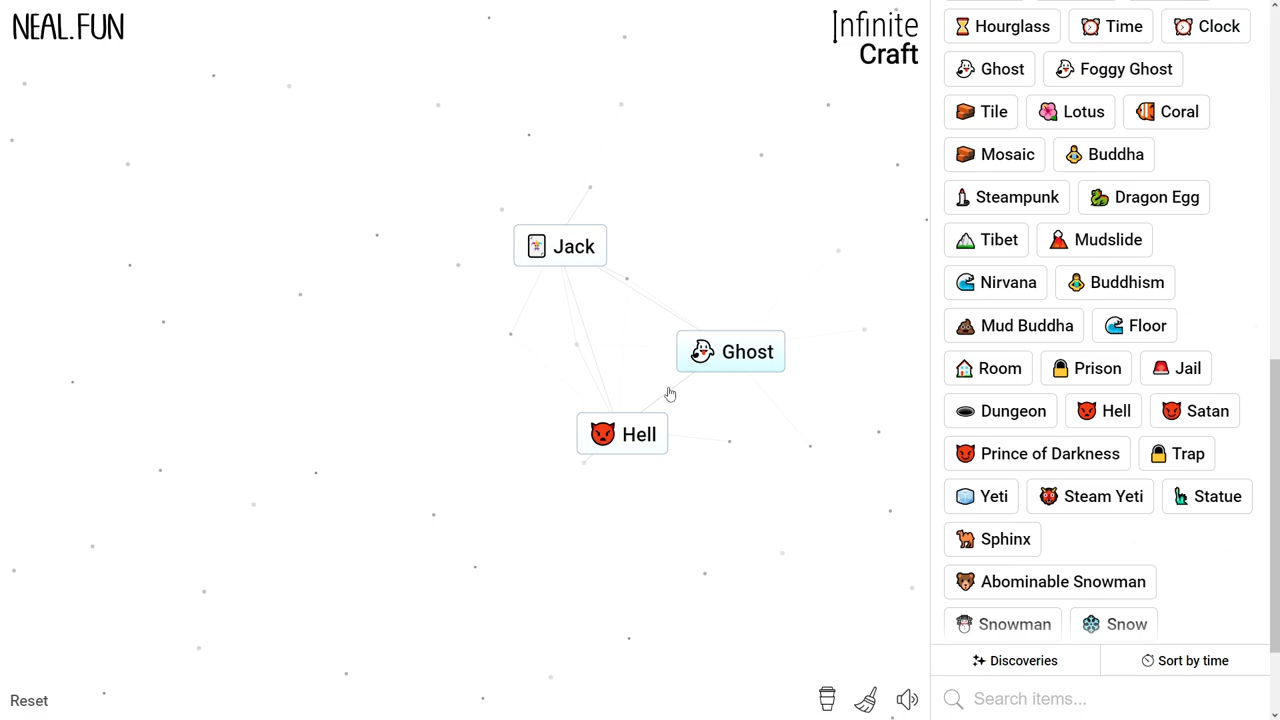 NEAL.FUN
Infinite
Craft
Jack
Ghost
Hell
Reset
Hourglass Time Clock
Ghost Foggy Ghost
Tile Lotus Coral
Mosaic Buddha
Steampunk Dragon Egg
Tibet Mudslide
Nirvana Buddhism
Mud Buddha Floor
Room Prison Jail
Dungeon Hell Satan
Prince of Darkness Trap
Yeti Steam Yeti Statue
Sphinx
Abominable Snowman
Snowman Snow
Discoveries Sort by time
Search items...